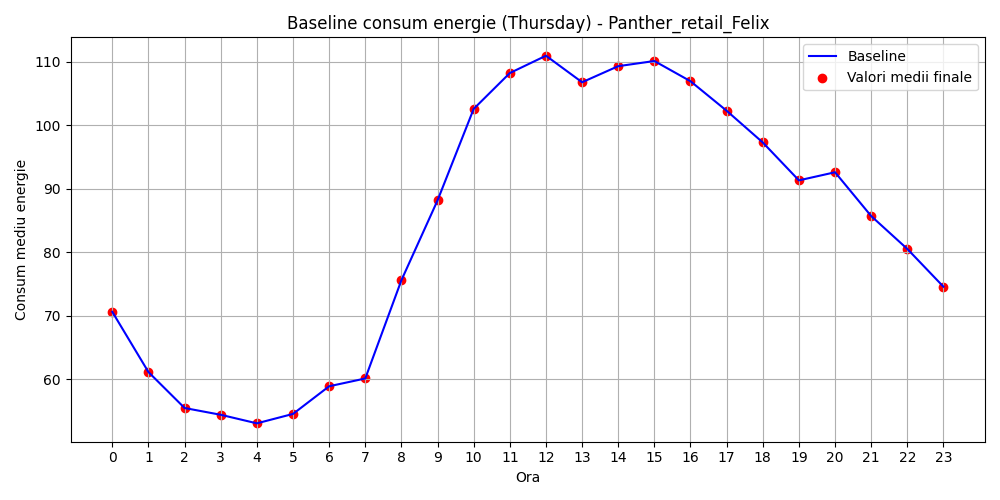 Baseline consum energie (Thursday) - Panther_retail_Felix
Baseline
Valori medii finale
Consum mediu energie
110
100
90
80
70
60
0 1 2 3 4 5 6 7 8 9 10 11 12 13 14 15 16 17 18 19 20 21 22 23
Ora